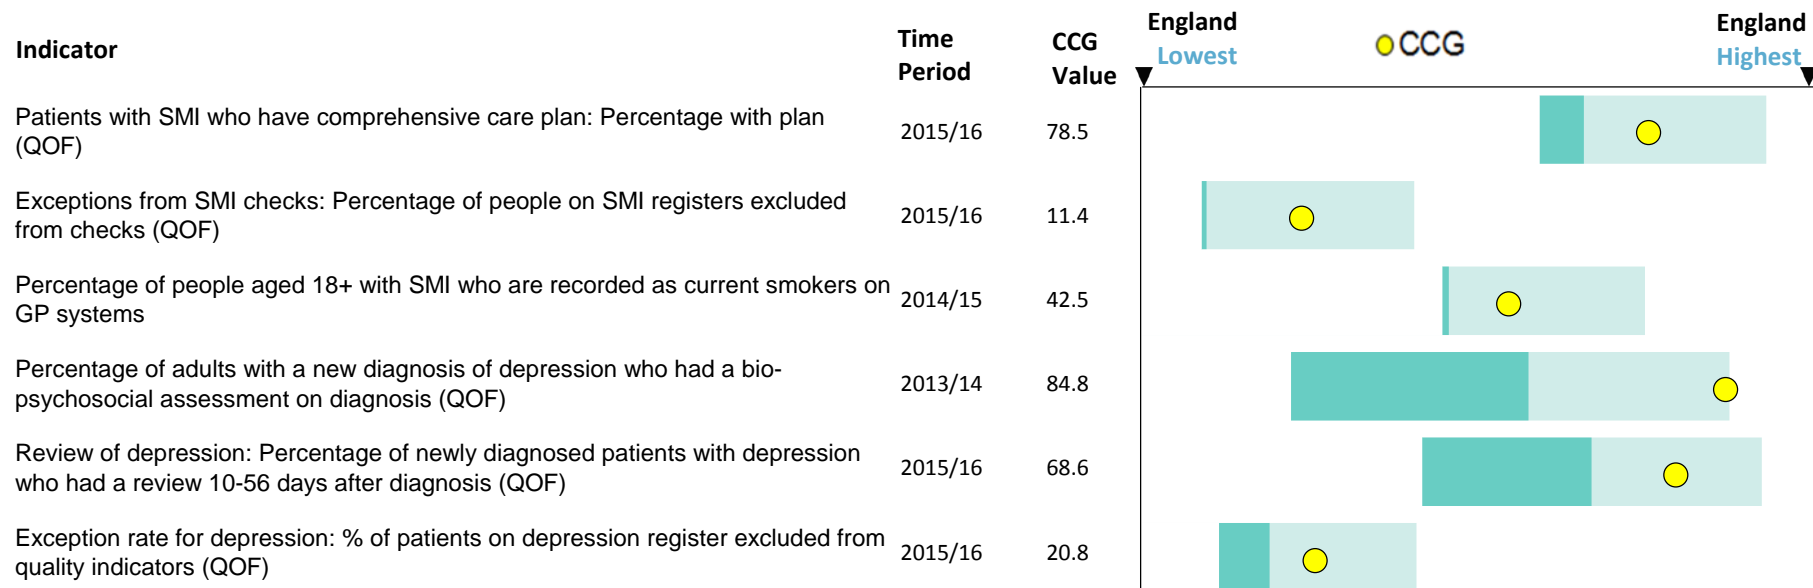 Indicator
Time
Period
CCG
Value
England
Lowest
CCG
England
Highest
Patients with SMI who have comprehensive care plan: Percentage with plan
(QOF)
2015/16
78.5
Exceptions from SMI checks: Percentage of people on SMI registers excluded
from checks (QOF)
2015/16
11.4
Percentage of people aged 18+ with SMI who are recorded as current smokers on
GP systems
2014/15
42.5
Percentage of adults with a new diagnosis of depression who had a bio-
psychosocial assessment on diagnosis (QOF)
2013/14
84.8
Review of depression: Percentage of newly diagnosed patients with depression
who had a review 10-56 days after diagnosis (QOF)
2015/16
68.6
Exception rate for depression: % of patients on depression register excluded from
quality indicators (QOF)
2015/16
20.8